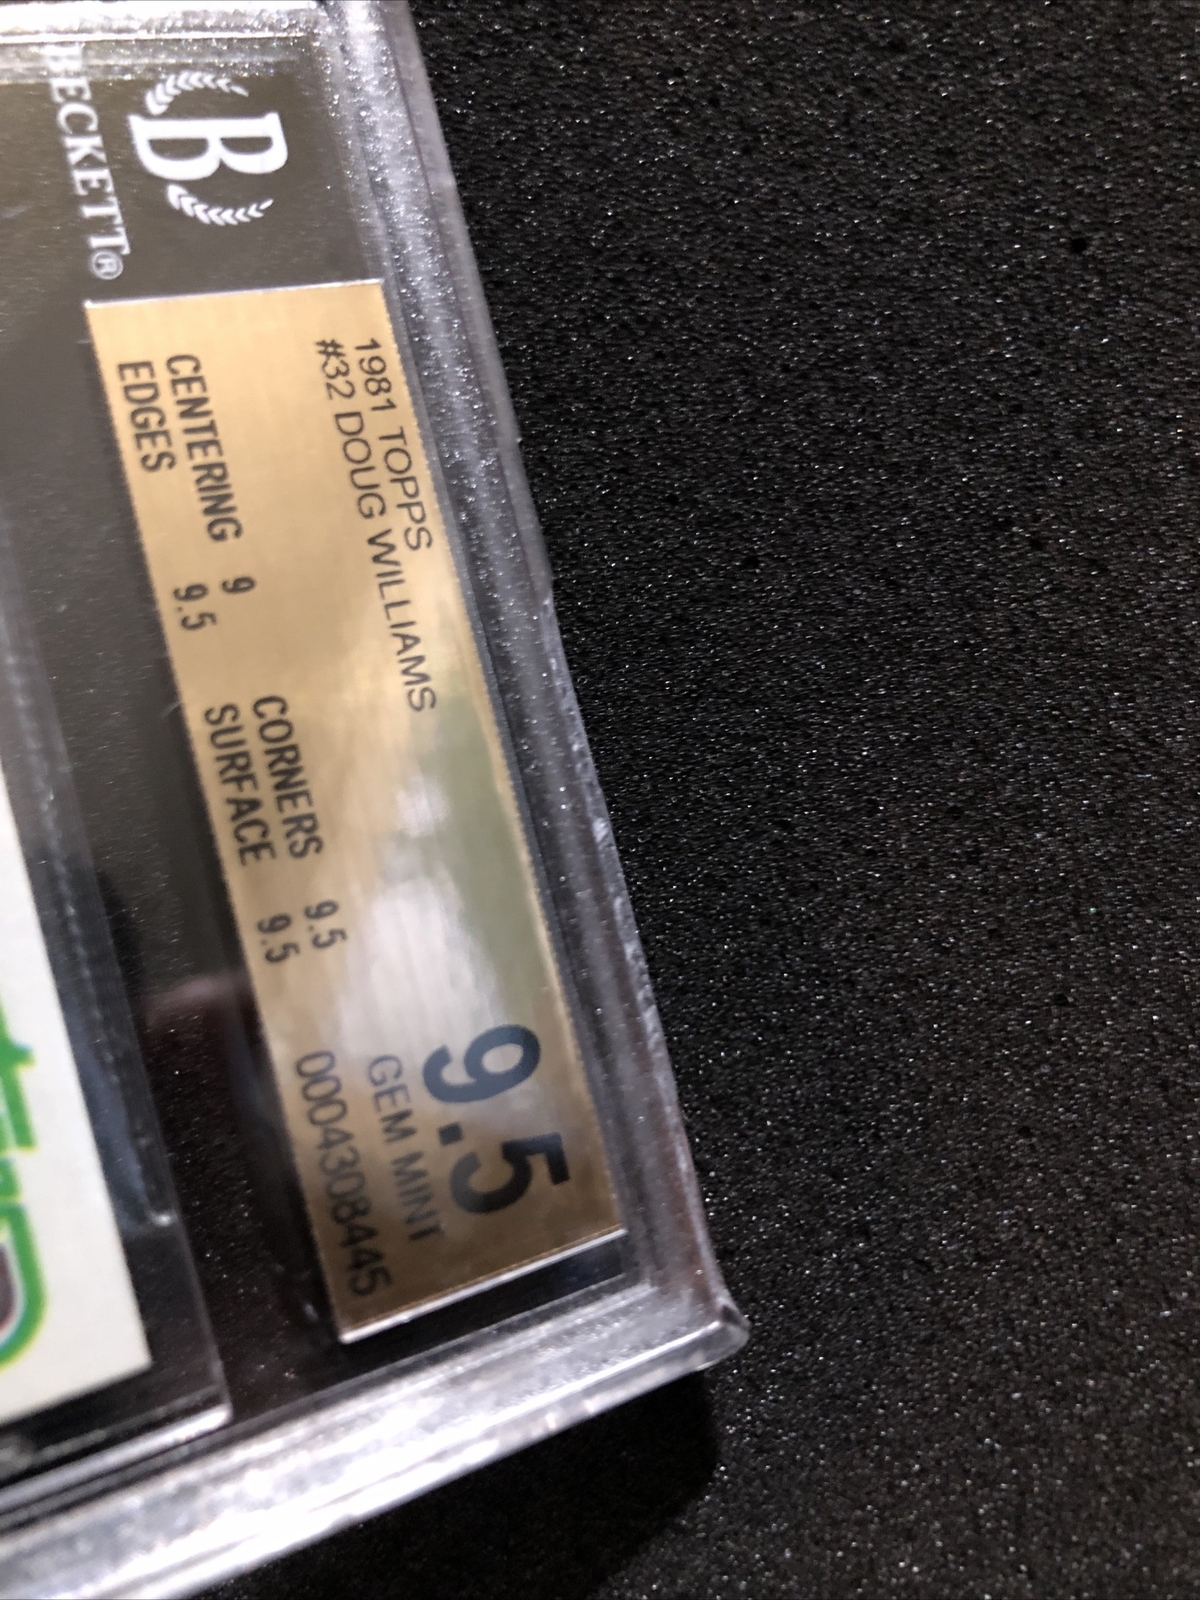 B
BECKETT®
1981 TOPPS
#32 DOUG WILLIAMS
CENTERING 9 CORNERS 9.5
EDGES 9.5 SURFACE 9.5
9.5
GEM MINT
0004308445